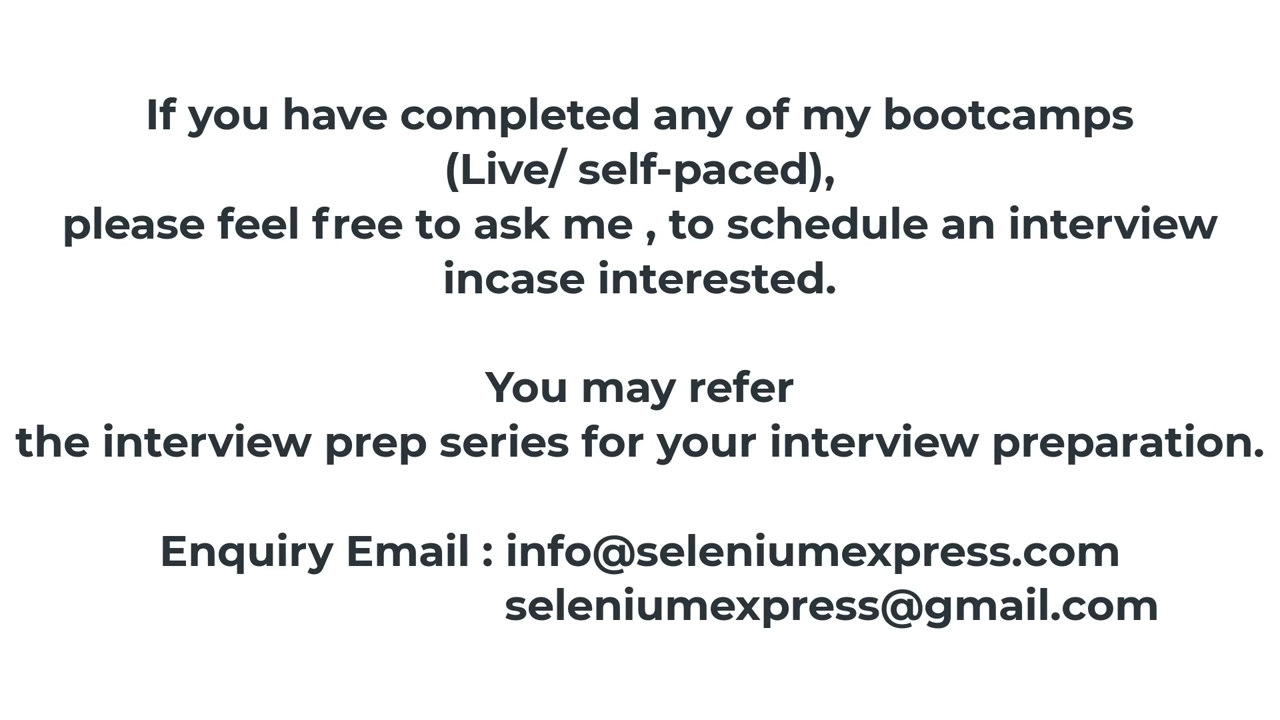 If you have completed any of my bootcamps
(Live/ self-paced),
please feel free to ask me , to schedule an interview
incase interested.
You may refer
the interview prep series for your interview preparation.
Enquiry Email : info@seleniumexpress.com
seleniumexpress@gmail.com